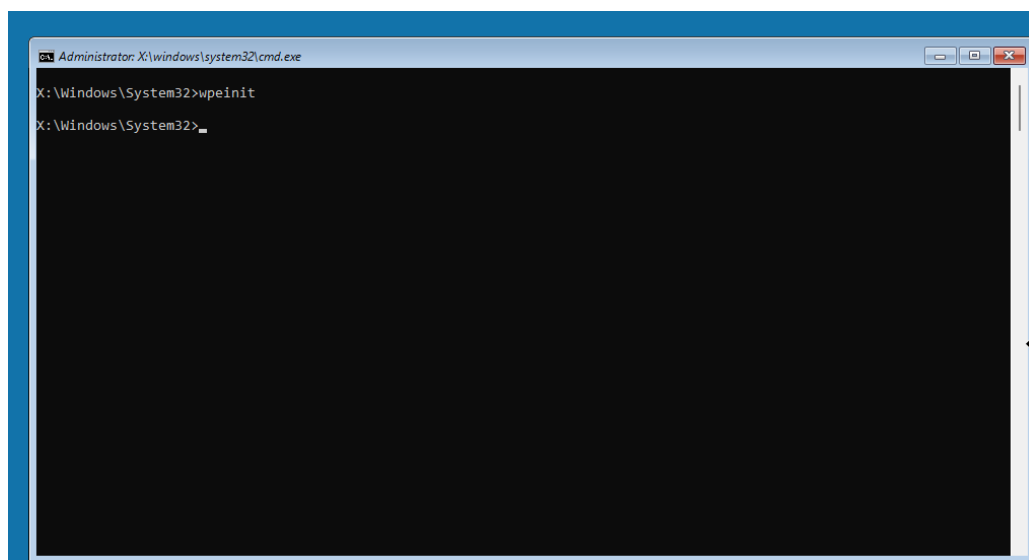 Administrator: X:\windows\system32\cmd.exe
X:\Windows\System32>wpeinit
X:\Windows\System32>